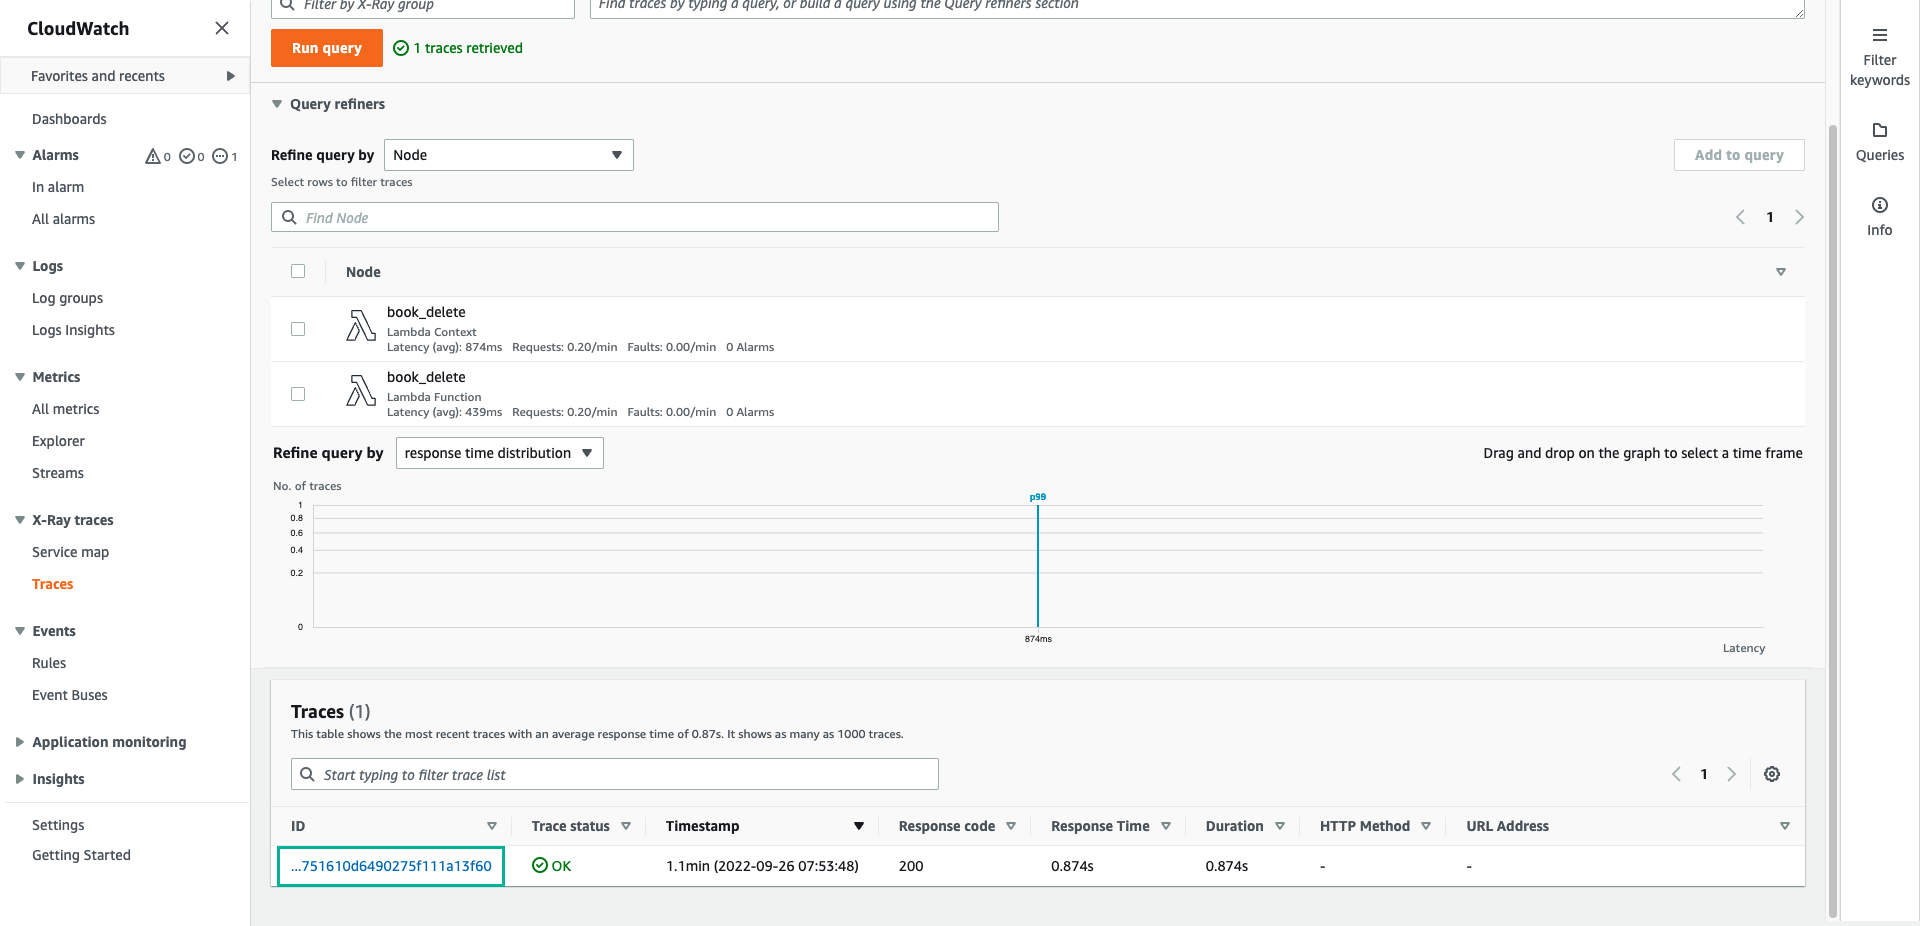 CloudWatch
Favorites and recents
Dashboards
Alarms 0 0 1
In alarm
All alarms
Logs
Log groups
Logs Insights
Metrics
All metrics
Explorer
Streams
X-Ray traces
Service map
Traces
Events
Rules
Event Buses
Application monitoring
Insights
Settings
Getting Started
Filter by X-Ray group
Find traces by typing a query, or build a query using the Query refiners section
Run query
1 traces retrieved
Query refiners
Refine query by Node
Add to query
Select rows to filter traces
Find Node
1
Node
book_delete
Lambda Context
Latency (avg): 874ms Requests: 0.20/min Faults: 0.00/min 0 Alarms
book_delete
Lambda Function
Latency (avg): 439ms Requests: 0.20/min Faults: 0.00/min 0 Alarms
Refine query by response time distribution
Drag and drop on the graph to select a time frame
No. of traces
p99
1
0.8
0.6
0.4
0.2
0
874ms
Latency
Traces (1)
This table shows the most recent traces with an average response time of 0.87s. It shows as many as 1000 traces.
Start typing to filter trace list
1
ID Trace status Timestamp Response code Response Time Duration HTTP Method URL Address
...751610d6490275f111a13f60 OK 1.1min (2022-09-26 07:53:48) 200 0.874s 0.874s - -
Filter
keywords
Queries
Info